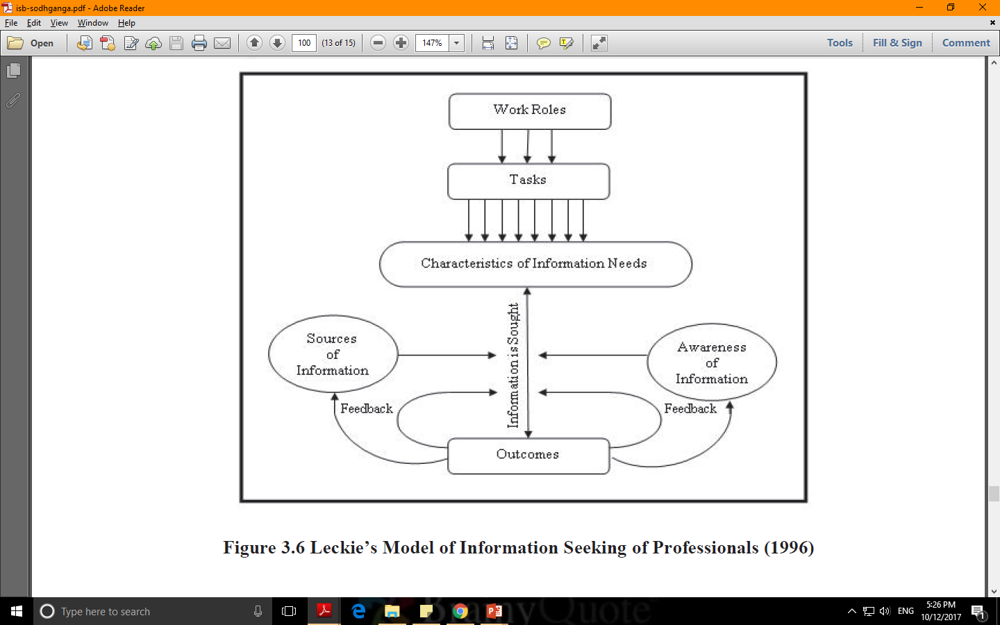 isb-sodhganga.pdf - Adobe Reader
File Edit View Window Help
Open 100 (13 of 15) 147% Tools Fill & Sign Comment
Work Roles
Tasks
Characteristics of Information Needs
Information is Sought
Sources
of
Information
Awareness
of
Information
Feedback
Feedback
Outcomes
Figure 3.6 Leckie's Model of Information Seeking of Professionals (1996)
Type here to search
ENG
5:26 PM
10/12/2017
1